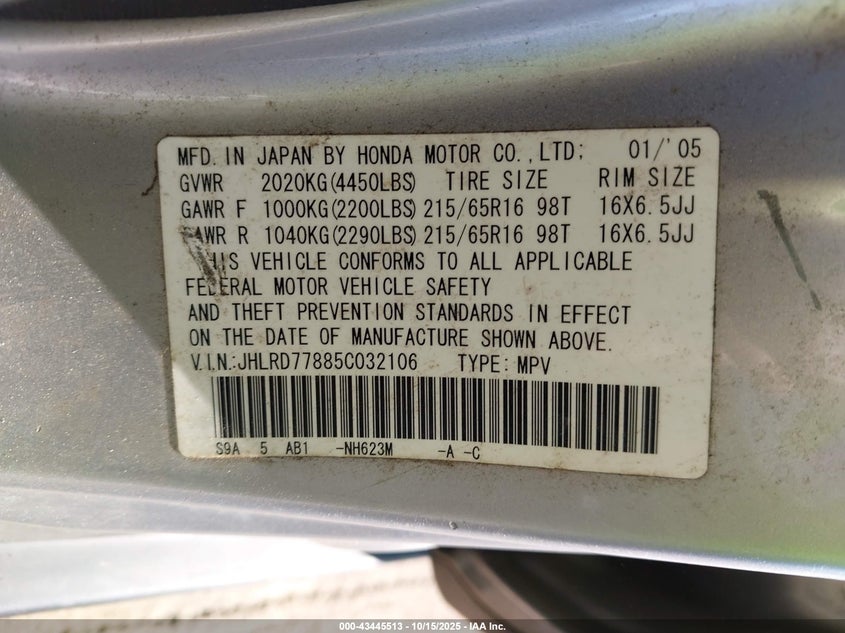 MFD. IN JAPAN BY HONDA MOTOR CO., LTD; 01/'05
GVWR 2020KG(4450LBS) TIRE SIZE RIM SIZE
GAWR F 1000KG(2200LBS) 215/65R16 98T 16X6.5JJ
GAWR R 1040KG(2290LBS) 215/65R16 98T 16X6.5JJ
THIS VEHICLE CONFORMS TO ALL APPLICABLE
FEDERAL MOTOR VEHICLE SAFETY
AND THEFT PREVENTION STANDARDS IN EFFECT
ON THE DATE OF MANUFACTURE SHOWN ABOVE.
V.I.N.:JHLRD77885C032106 TYPE: MPV
S9A 5 AB1 -NH623M -A -C
000-43445513 - 10/15/2025 - IAA Inc.